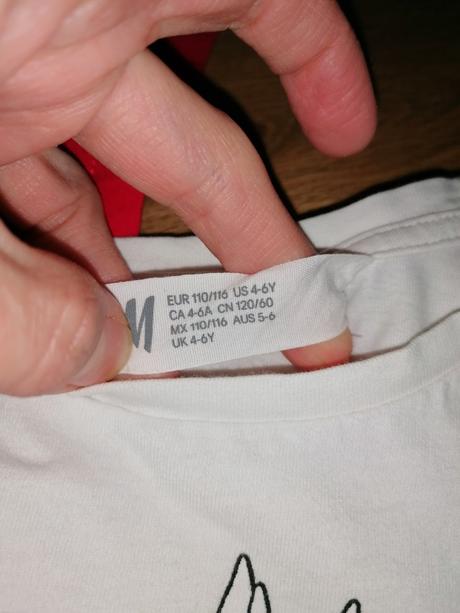 M
EUR 110/116 US 4-6Y
CA 4-6A CN 120/60
MX 110/116 AUS 5-6
UK 4-6Y